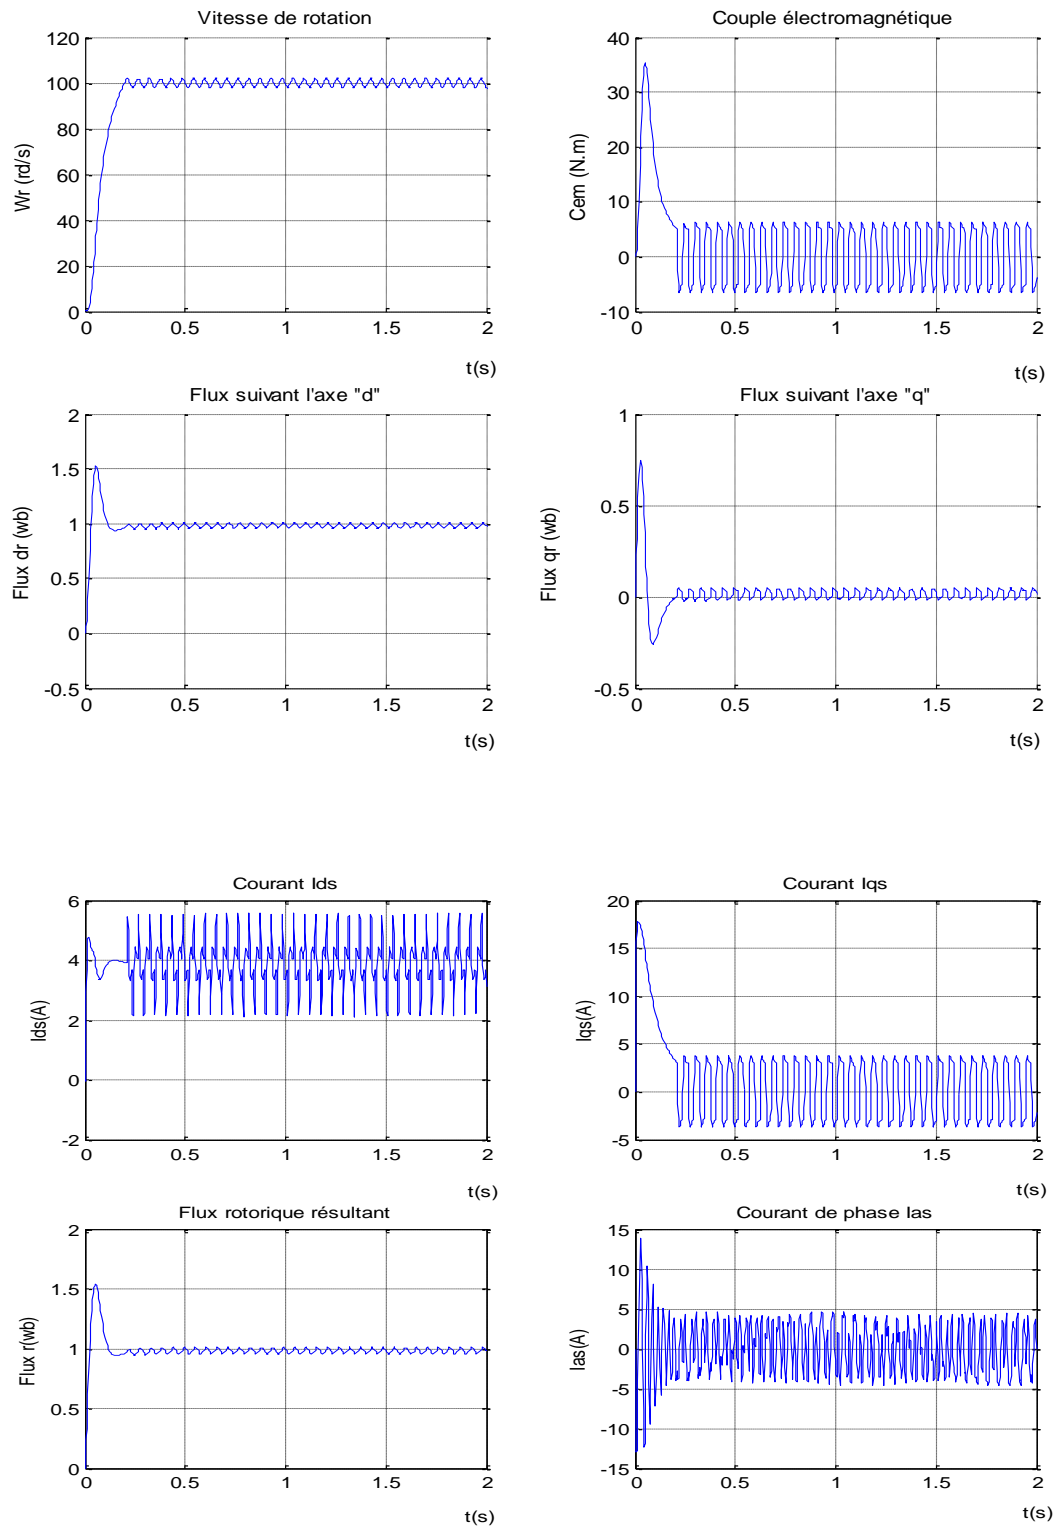 Vitesse de rotation
120
100
80
60
40
20
0
Wr (rd/s)
0 0.5 1 1.5 2
t(s)
Couple électromagnétique
40
30
20
10
0
-10
Cem (N.m)
0 0.5 1 1.5 2
t(s)
Flux suivant l'axe "d"
2
1.5
1
0.5
0
-0.5
Flux dr (wb)
0 0.5 1 1.5 2
t(s)
Flux suivant l'axe "q"
1
0.5
0
-0.5
Flux qr (wb)
0 0.5 1 1.5 2
t(s)
Courant Ids
6
4
2
0
-2
Ids(A)
0 0.5 1 1.5 2
t(s)
Courant Iqs
20
15
10
5
0
-5
Iqs(A)
0 0.5 1 1.5 2
t(s)
Flux rotorique résultant
2
1.5
1
0.5
0
Flux r(wb)
0 0.5 1 1.5 2
t(s)
Courant de phase Ias
15
10
5
0
-5
-10
-15
Ias(A)
0 0.5 1 1.5 2
t(s)